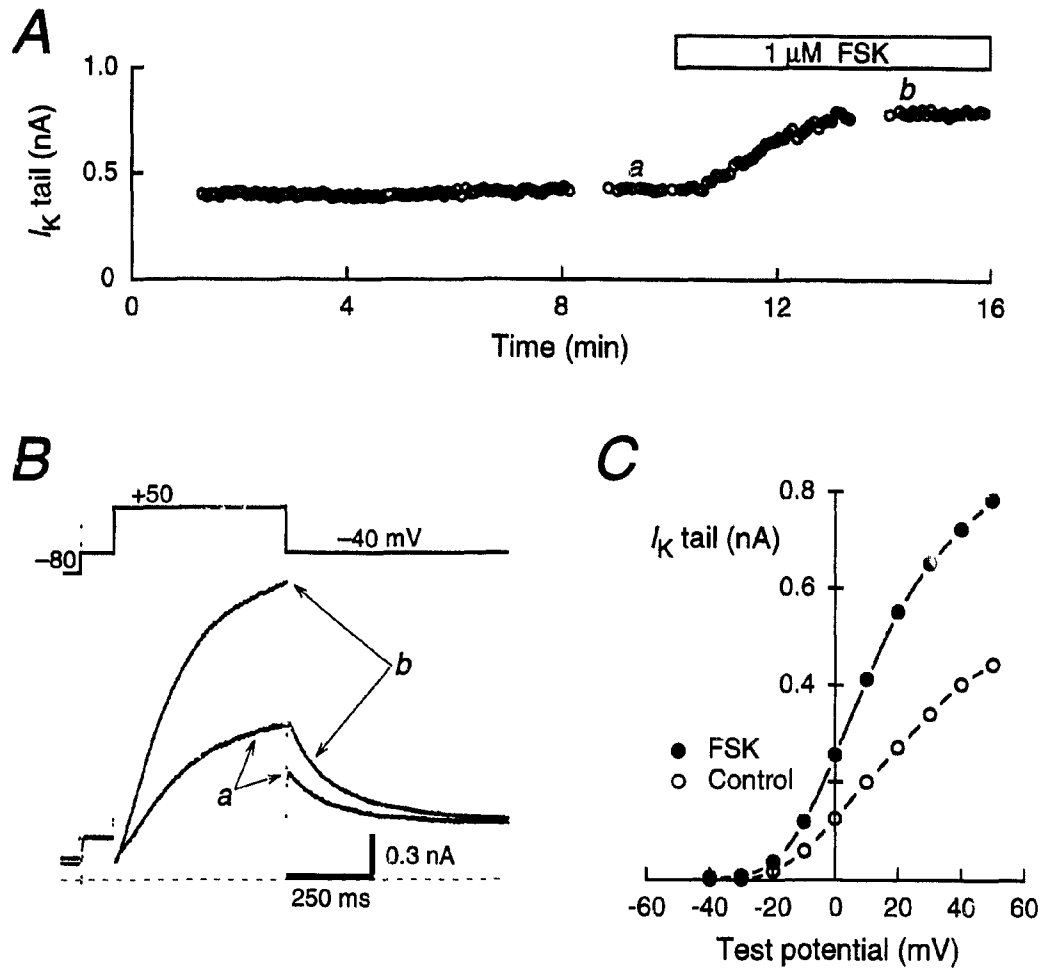 A
1 μM FSK
1.0
b
0.5
a
0
IK tail (nA)
0 4 8 12 16
Time (min)
B
+50
−80
−40 mV
b
a
0.3 nA
250 ms
C
0.8
IK tail (nA)
0.6
0.4
FSK
Control
-60 -40 -20 0 20 40 60
Test potential (mV)